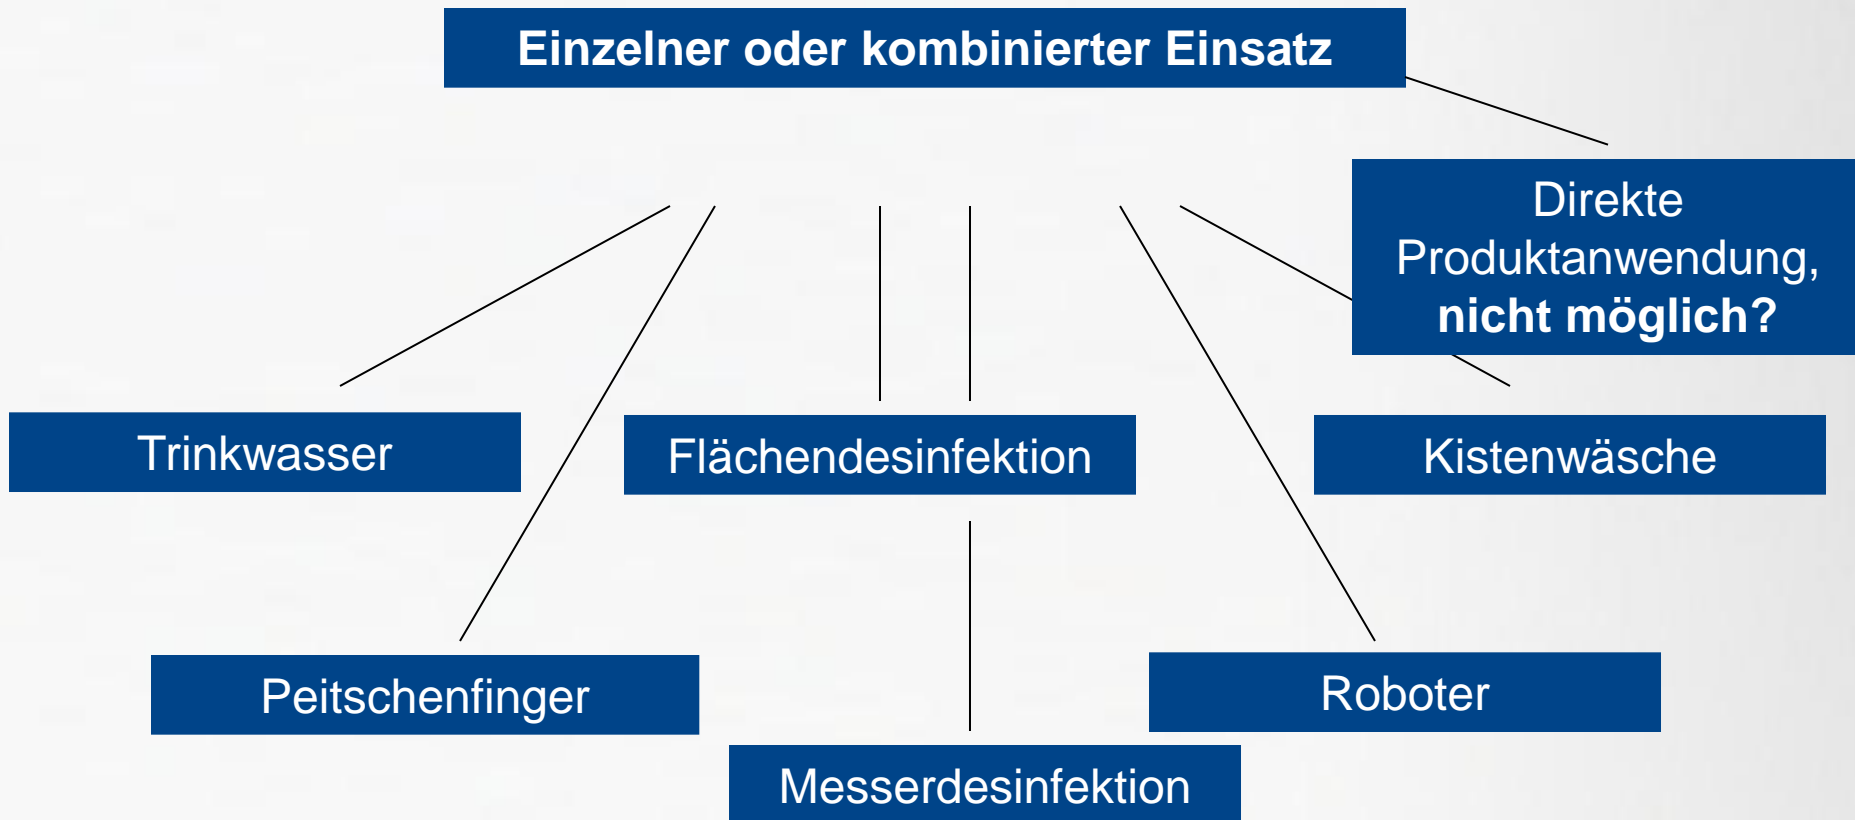 Einzelner oder kombinierter Einsatz
Direkte
Produktanwendung,
nicht möglich?
Trinkwasser
Flächendesinfektion
Kistenwäsche
Peitschenfinger
Roboter
Messerdesinfektion